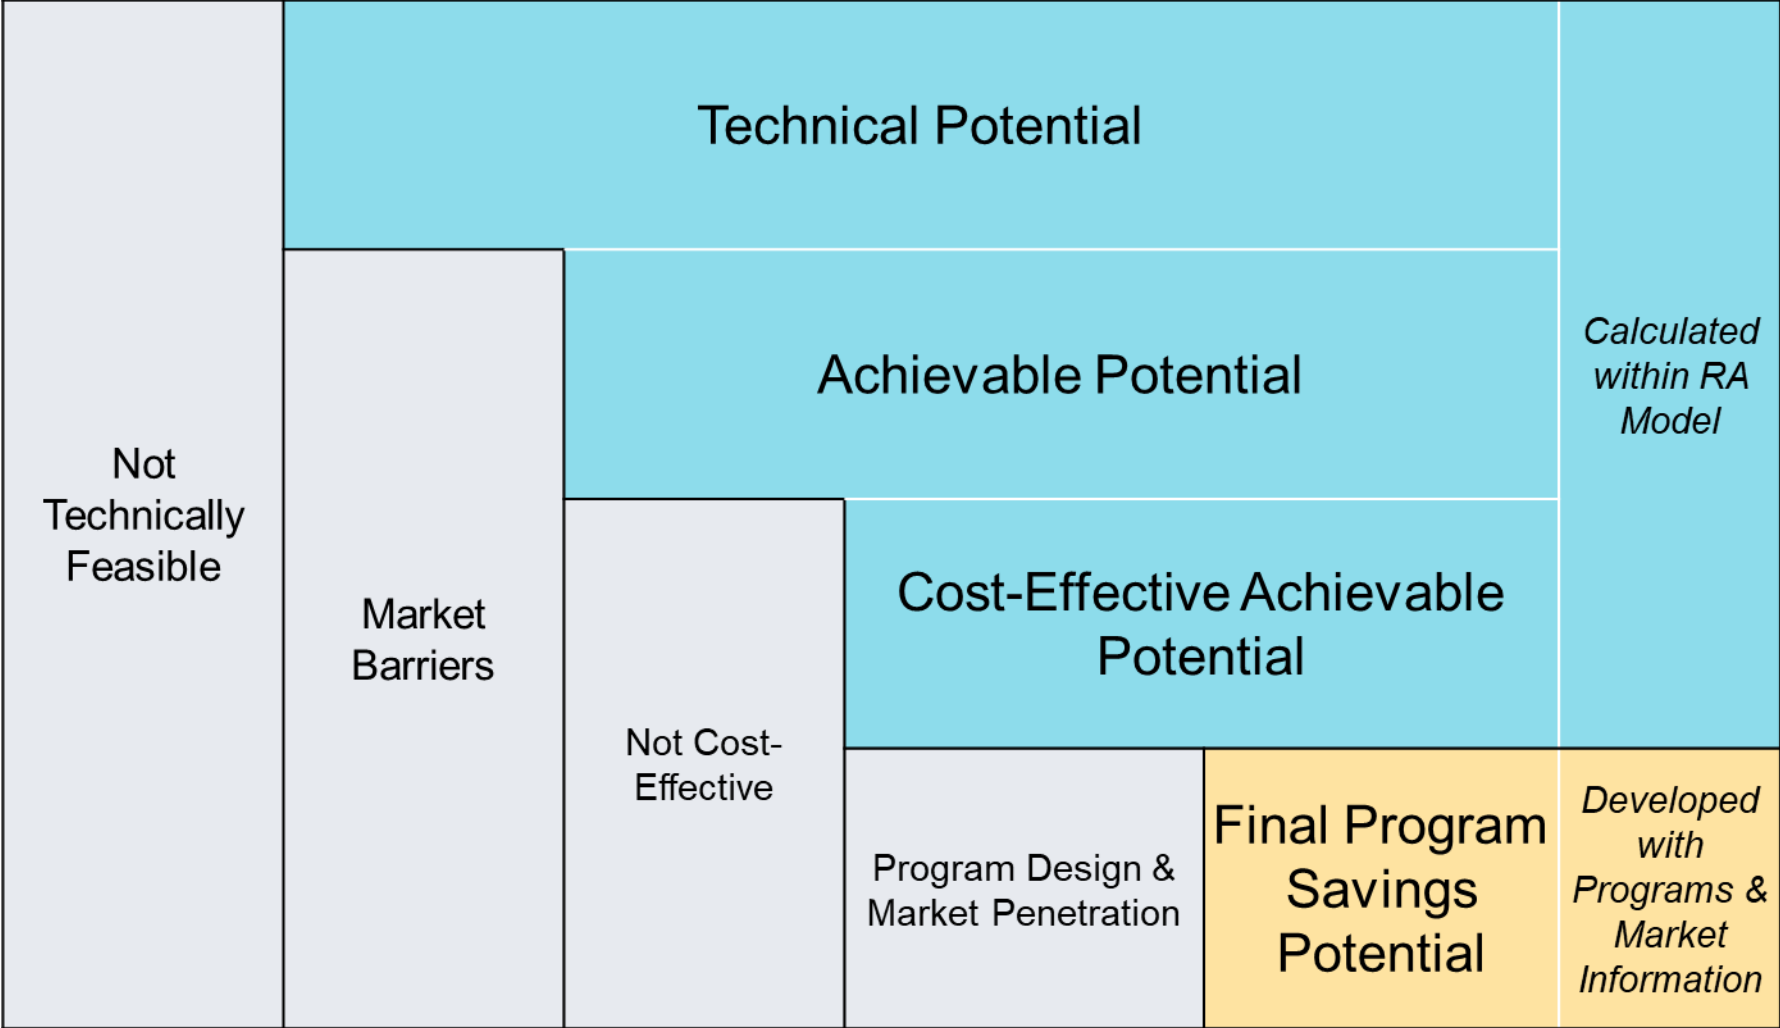 Technical Potential
Achievable Potential
Calculated
within RA
Model
Not
Technically
Feasible
Market
Barriers
Cost-Effective Achievable
Potential
Not Cost-
Effective
Program Design &
Market Penetration
Final Program
Savings
Potential
Developed
with
Programs &
Market
Information